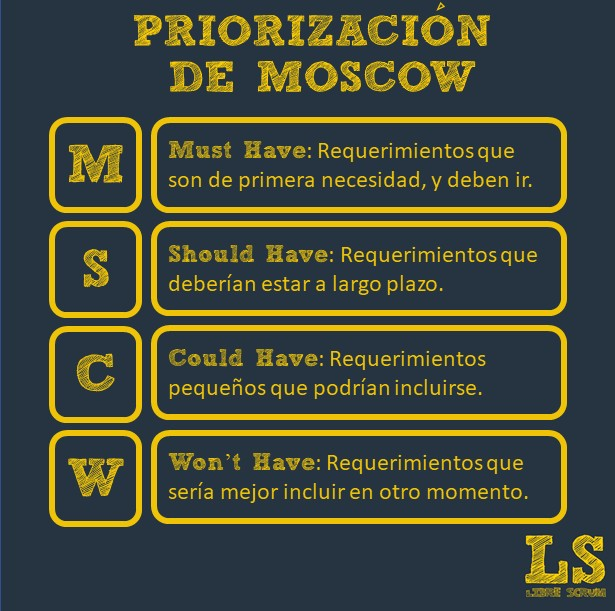 PRIORIZACIÓN
DE MOSCOW
M
Must Have: Requerimientos que
son de primera necesidad, y deben ir.
S
Should Have: Requerimientos que
deberían estar a largo plazo.
C
Could Have: Requerimientos
pequeños que podrían incluirse.
W
Won't Have: Requerimientos que
sería mejor incluir en otro momento.
LS
LIBRE SCRUM